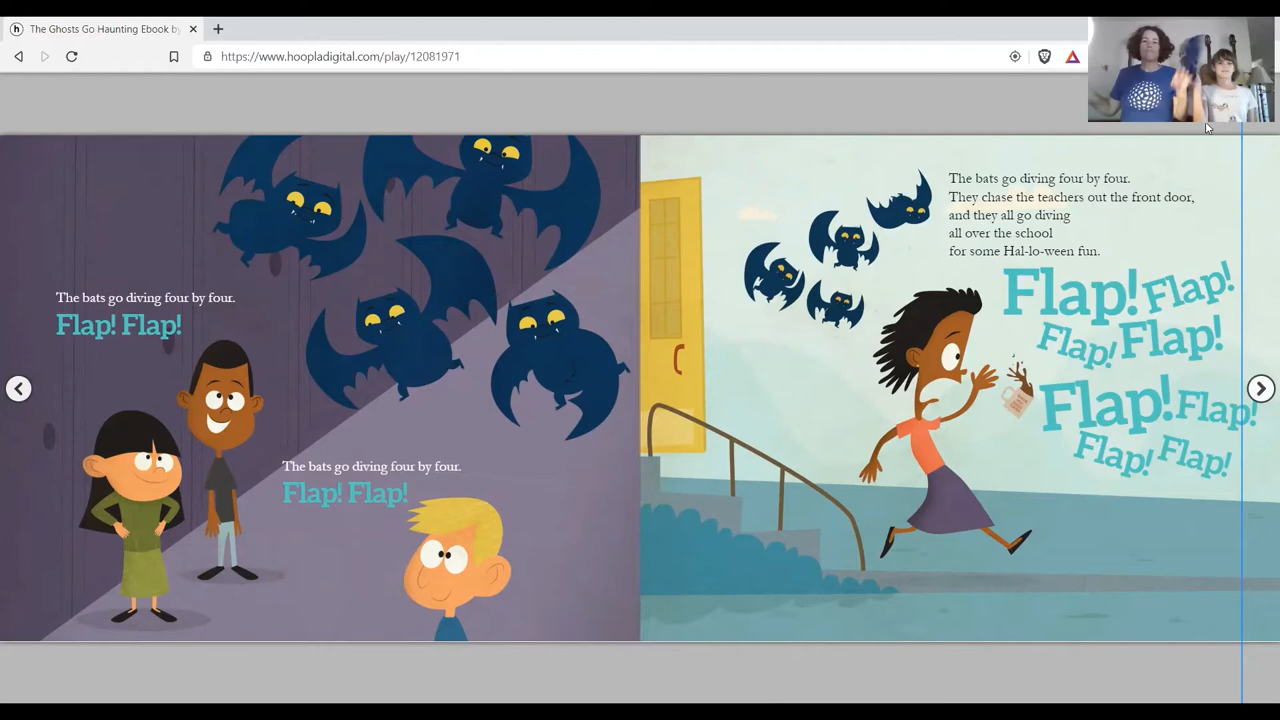 The Ghosts Go Haunting Ebook by
https://www.hoopladigital.com/play/12081971
The bats go diving four by four.
Flap! Flap!
The bats go diving four by four.
Flap! Flap!
The bats go diving four by four.
They chase the teachers out the front door,
and they all go diving
all over the school
for some Hal-lo-ween fun.
Flap! Flap!
Flap! Flap!
Flap! Flap!
Flap! Flap!